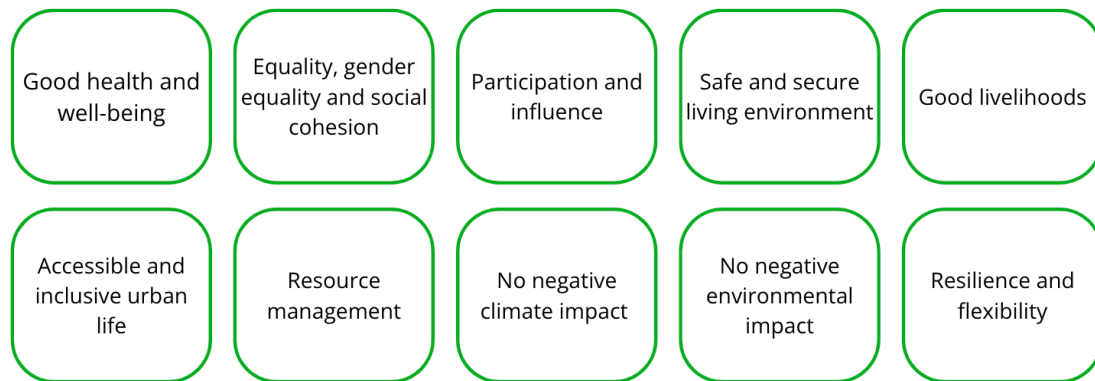 Good health and
well-being
Equality, gender
equality and social
cohesion
Participation and
influence
Safe and secure
living environment
Good livelihoods
Accessible and
inclusive urban
life
Resource
management
No negative
climate impact
No negative
environmental
impact
Resilience and
flexibility